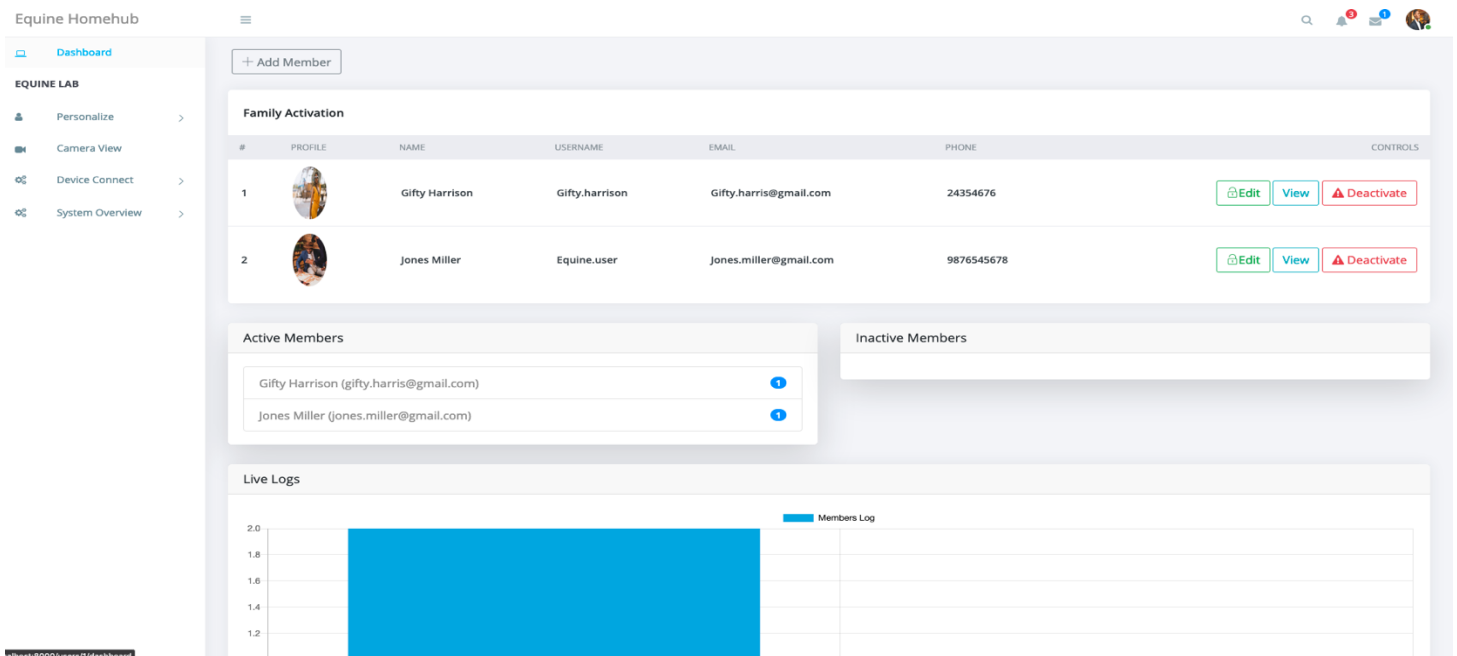 Equine Homehub
3
1
Dashboard
+ Add Member
EQUINE LAB
Personalize
Camera View
Device Connect
System Overview
Family Activation
# PROFILE NAME USERNAME EMAIL PHONE CONTROLS
1 Gifty Harrison Gifty.harrison Gifty.harris@gmail.com 24354676 Edit View Deactivate
2 Jones Miller Equine.user Jones.miller@gmail.com 9876545678 Edit View Deactivate
Active Members
Gifty Harrison (gifty.harris@gmail.com) 1
Jones Miller (jones.miller@gmail.com) 1
Inactive Members
Live Logs
Members Log
2.0
1.8
1.6
1.4
1.2